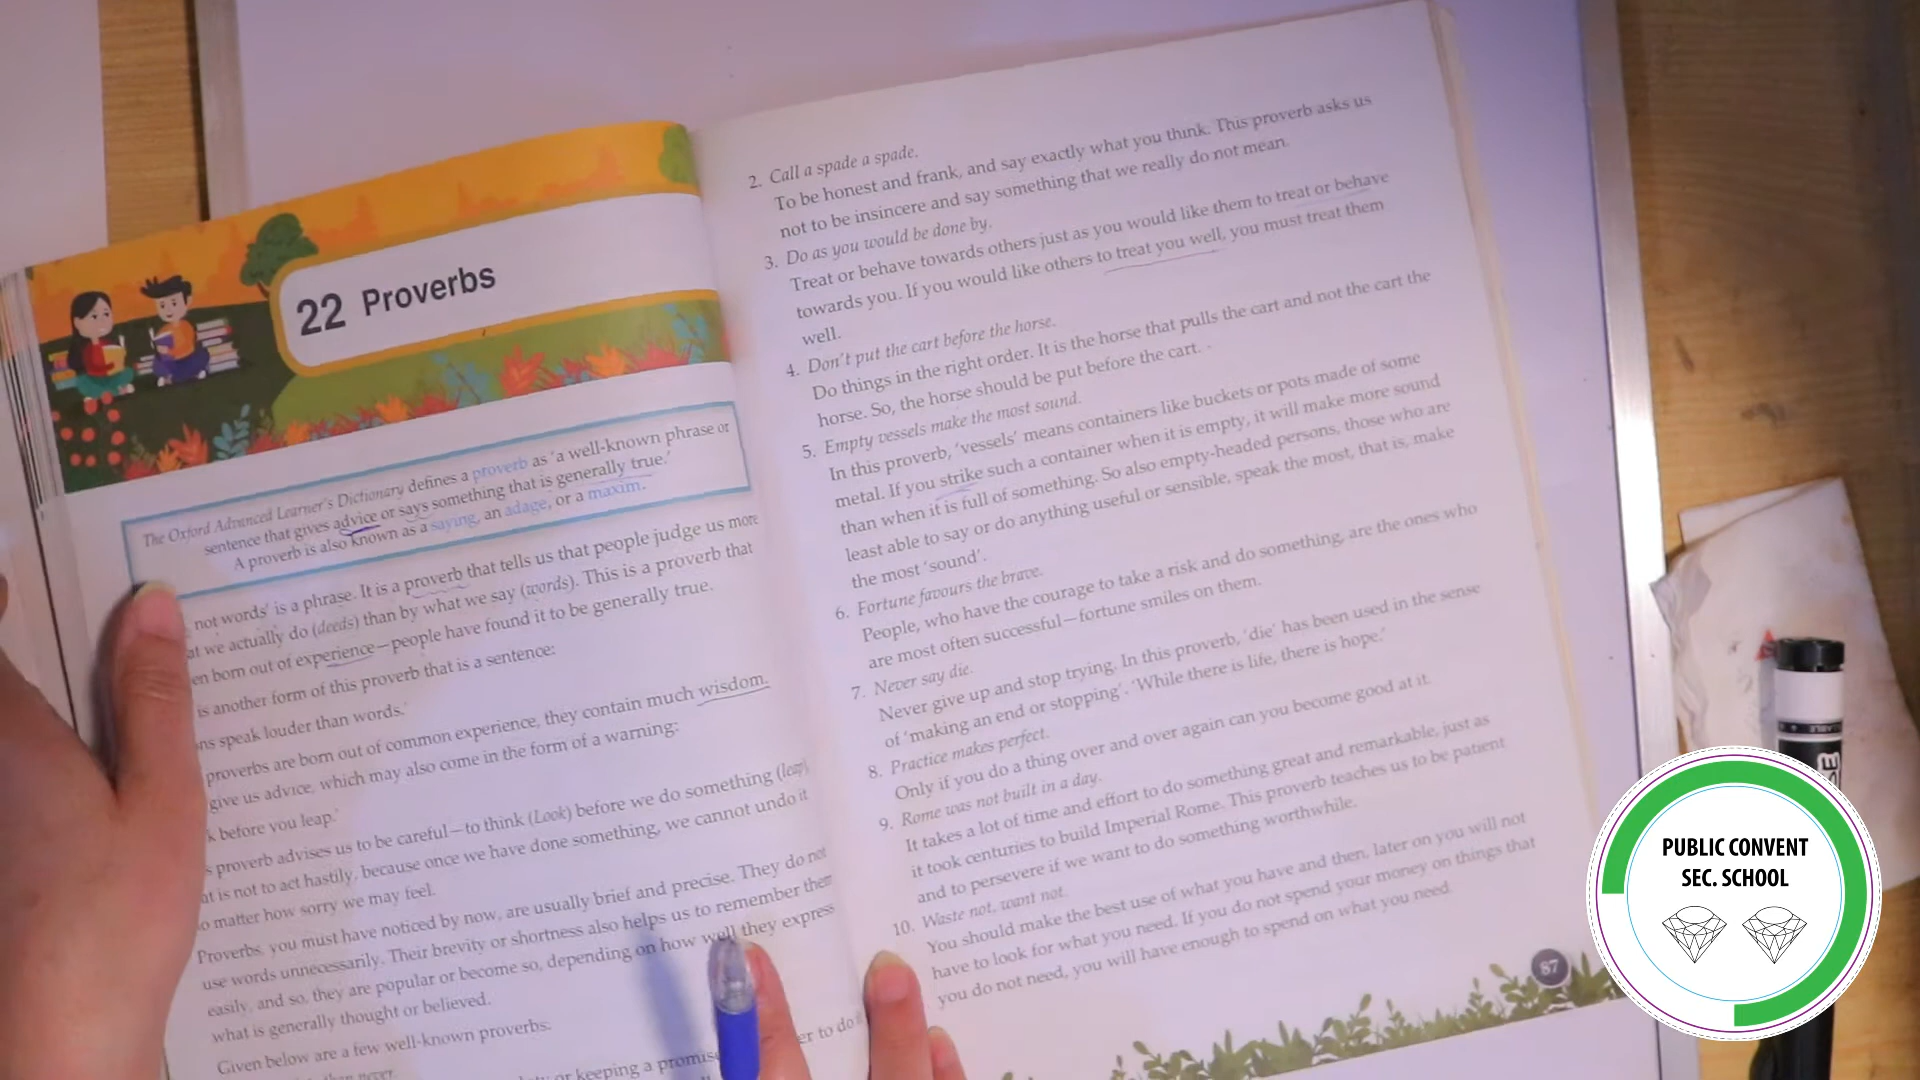 22 Proverbs
The Oxford Advanced Learner's Dictionary defines a proverb as 'a well-known phrase or
sentence that gives advice or says something that is generally true.'
A proverb is also known as a saying, an adage, or a maxim.
not words' is a phrase. It is a proverb that tells us that people judge us more
at we actually do (deeds) than by what we say (words). This is a proverb that
en born out of experience—people have found it to be generally true.
is another form of this proverb that is a sentence:
ns speak louder than words.'
proverbs are born out of common experience, they contain much wisdom.
give us advice, which may also come in the form of a warning:
k before you leap.'
s proverb advises us to be careful—to think (Look) before we do something (leap),
at is not to act hastily, because once we have done something, we cannot undo it
o matter how sorry we may feel.
Proverbs, you must have noticed by now, are usually brief and precise. They do not
use words unnecessarily. Their brevity or shortness also helps us to remember them
easily, and so, they are popular or become so, depending on how well they express
what is generally thought or believed.
Given below are a few well-known proverbs:
than never.
or keeping a promise
er to do it
2. Call a spade a spade.
To be honest and frank, and say exactly what you think. This proverb asks us
not to be insincere and say something that we really do not mean.
3. Do as you would be done by.
Treat or behave towards others just as you would like them to treat or behave
towards you. If you would like others to treat you well, you must treat them
well.
4. Don't put the cart before the horse.
Do things in the right order. It is the horse that pulls the cart and not the cart the
horse. So, the horse should be put before the cart.
5. Empty vessels make the most sound.
In this proverb, 'vessels' means containers like buckets or pots made of some
metal. If you strike such a container when it is empty, it will make more sound
than when it is full of something. So also empty-headed persons, those who are
least able to say or do anything useful or sensible, speak the most, that is, make
the most 'sound'.
6. Fortune favours the brave.
People, who have the courage to take a risk and do something, are the ones who
are most often successful—fortune smiles on them.
7. Never say die.
Never give up and stop trying. In this proverb, 'die' has been used in the sense
of 'making an end or stopping'. 'While there is life, there is hope.'
8. Practice makes perfect.
Only if you do a thing over and over again can you become good at it.
9. Rome was not built in a day.
It takes a lot of time and effort to do something great and remarkable, just as
it took centuries to build Imperial Rome. This proverb teaches us to be patient
and to persevere if we want to do something worthwhile.
10. Waste not, want not.
You should make the best use of what you have and then, later on you will not
have to look for what you need. If you do not spend your money on things that
you do not need, you will have enough to spend on what you need.
87
PUBLIC CONVENT
SEC. SCHOOL